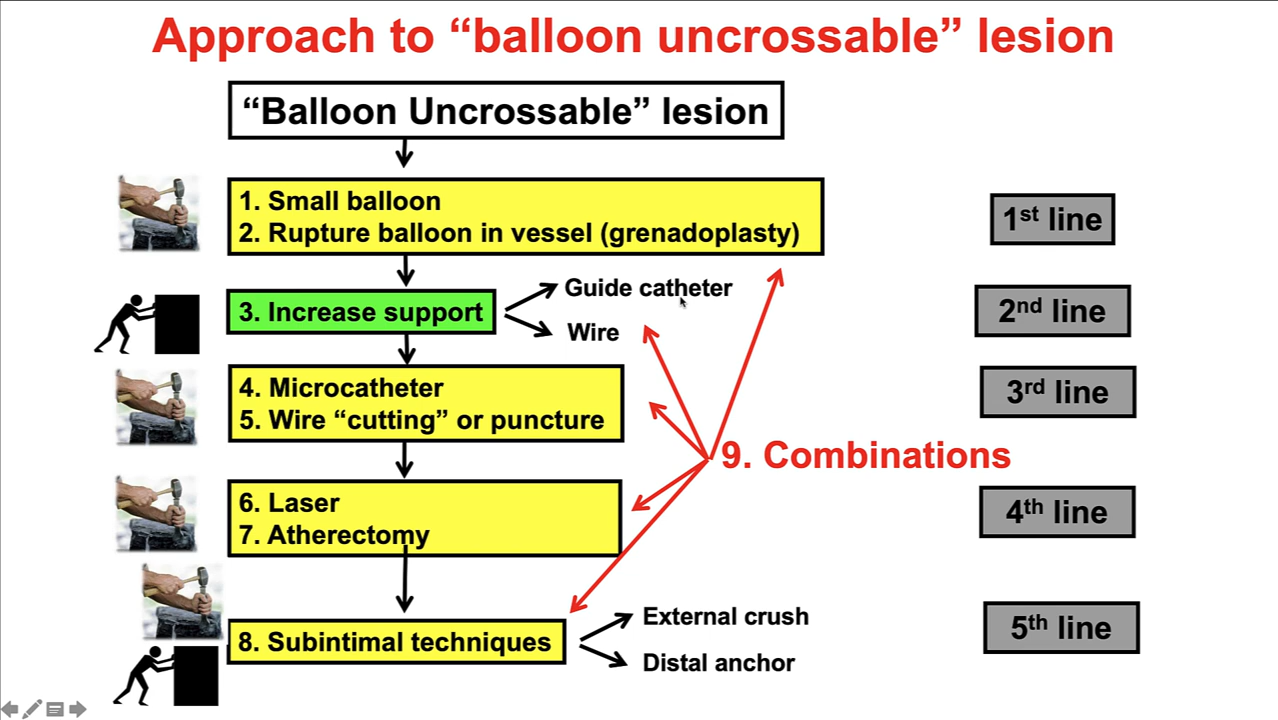 Approach to “balloon uncrossable” lesion
“Balloon Uncrossable” lesion
1. Small balloon
2. Rupture balloon in vessel (grenadoplasty)
1st line
3. Increase support
Guide catheter
Wire
2nd line
4. Microcatheter
5. Wire “cutting” or puncture
3rd line
9. Combinations
6. Laser
7. Atherectomy
4th line
8. Subintimal techniques
External crush
Distal anchor
5th line